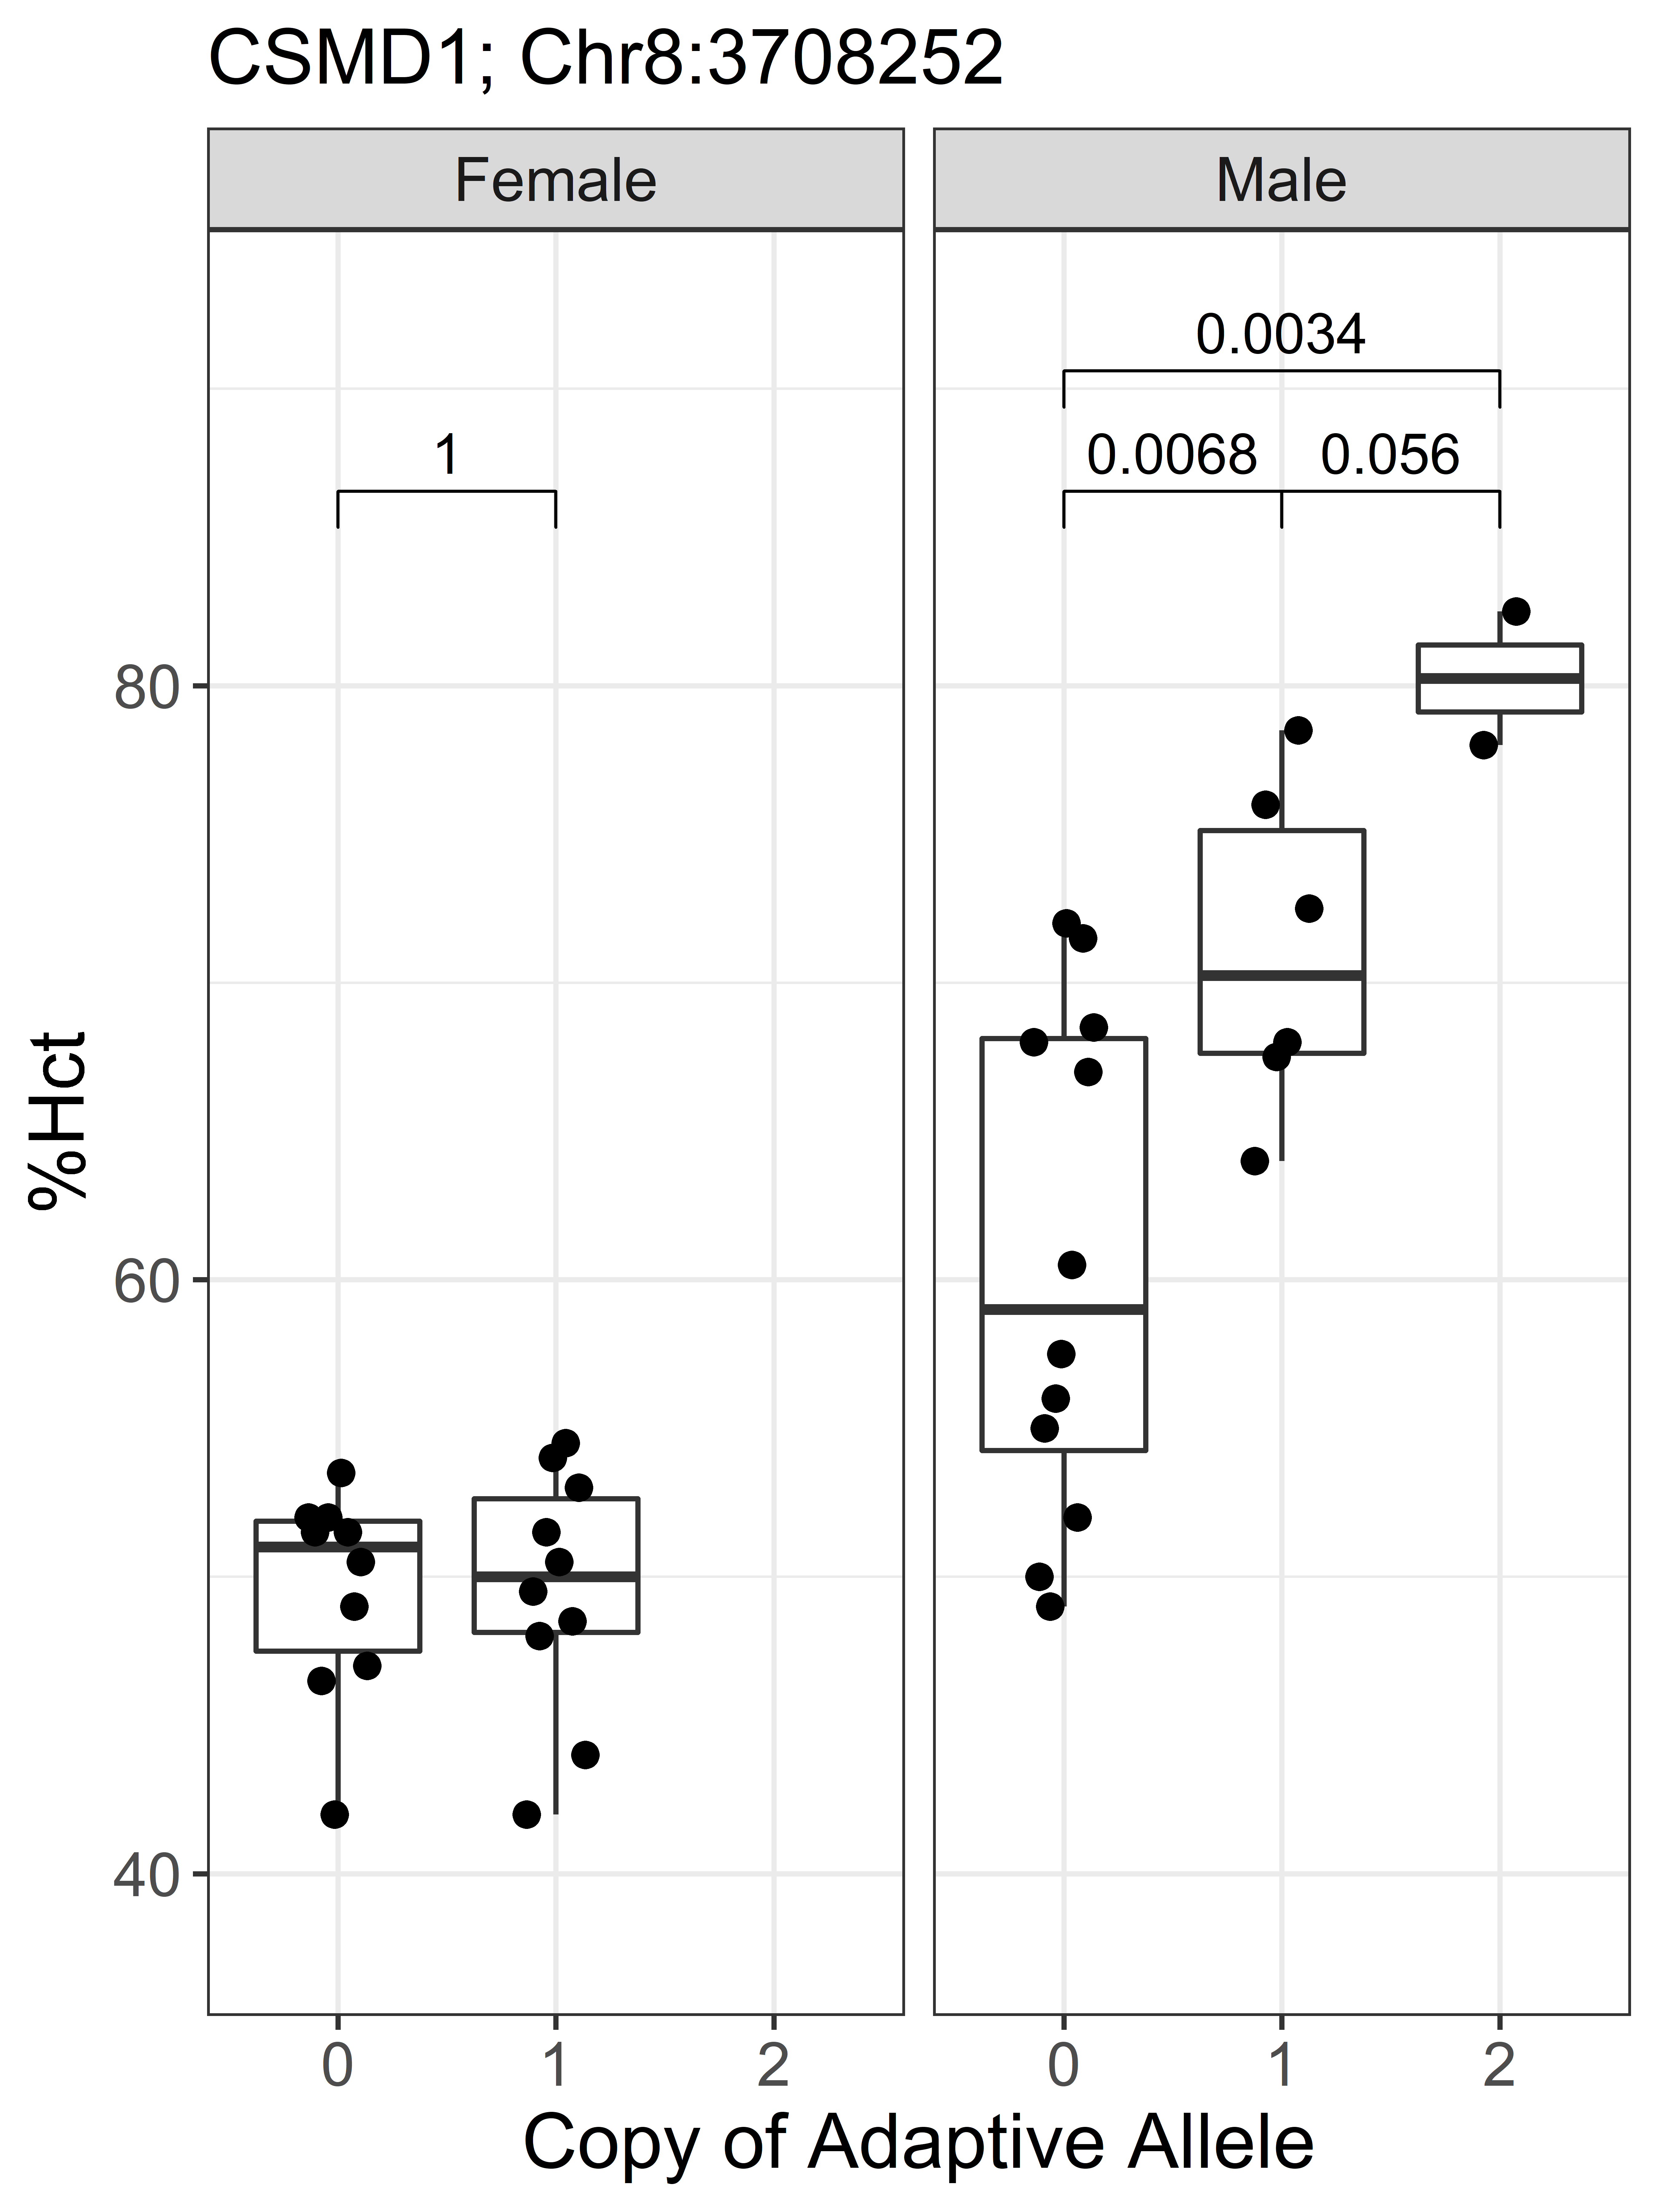 CSMD1; Chr8:3708252
Female Male
0.0034
1 0.0068 0.056
80
60
40
%Hct
0 1 2 0 1 2
Copy of Adaptive Allele